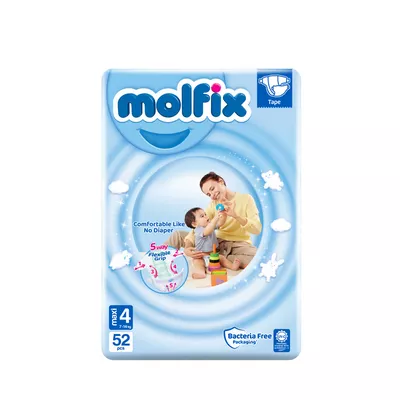 molfix
Tape
Comfortable Like
No Diaper
5 way
Flexible
Grip
maxi
4
52
pcs
Bacteria Free
Packaging